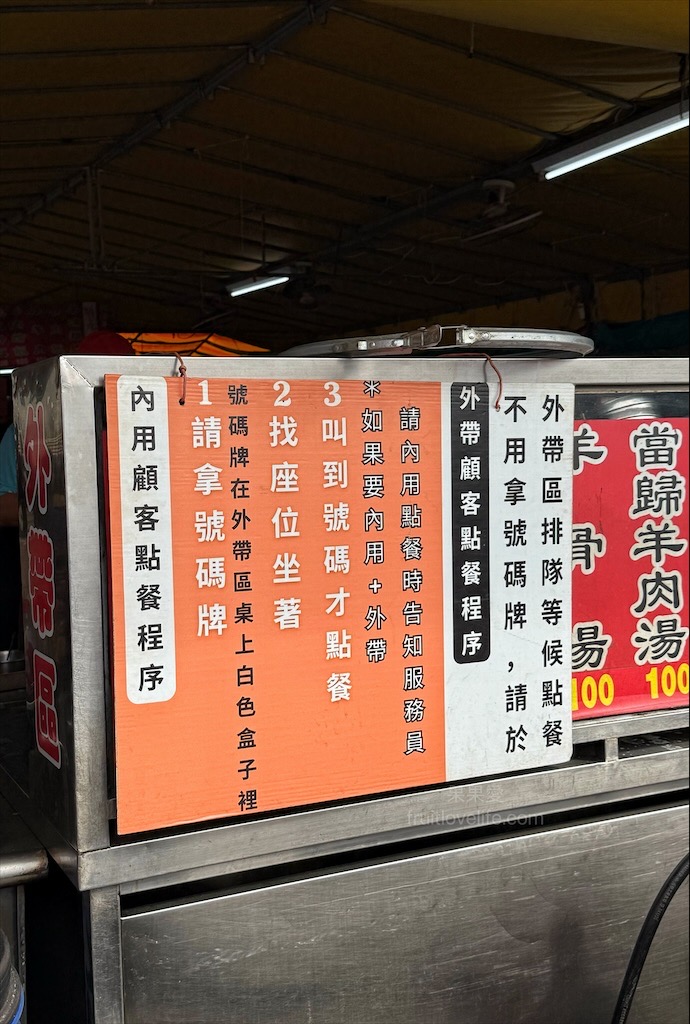 外帶區
內用顧客點餐程序
1請拿號碼牌
號碼牌在外帶區桌上白色盒子裡
2找座位坐著
3叫到號碼才點餐
＊如果要內用+外帶
請內用點餐時告知服務員
外帶顧客點餐程序
不用拿號碼牌，請於
外帶區排隊等候點餐
羊骨湯
100
當歸羊肉湯
100
fruitlovelife.com